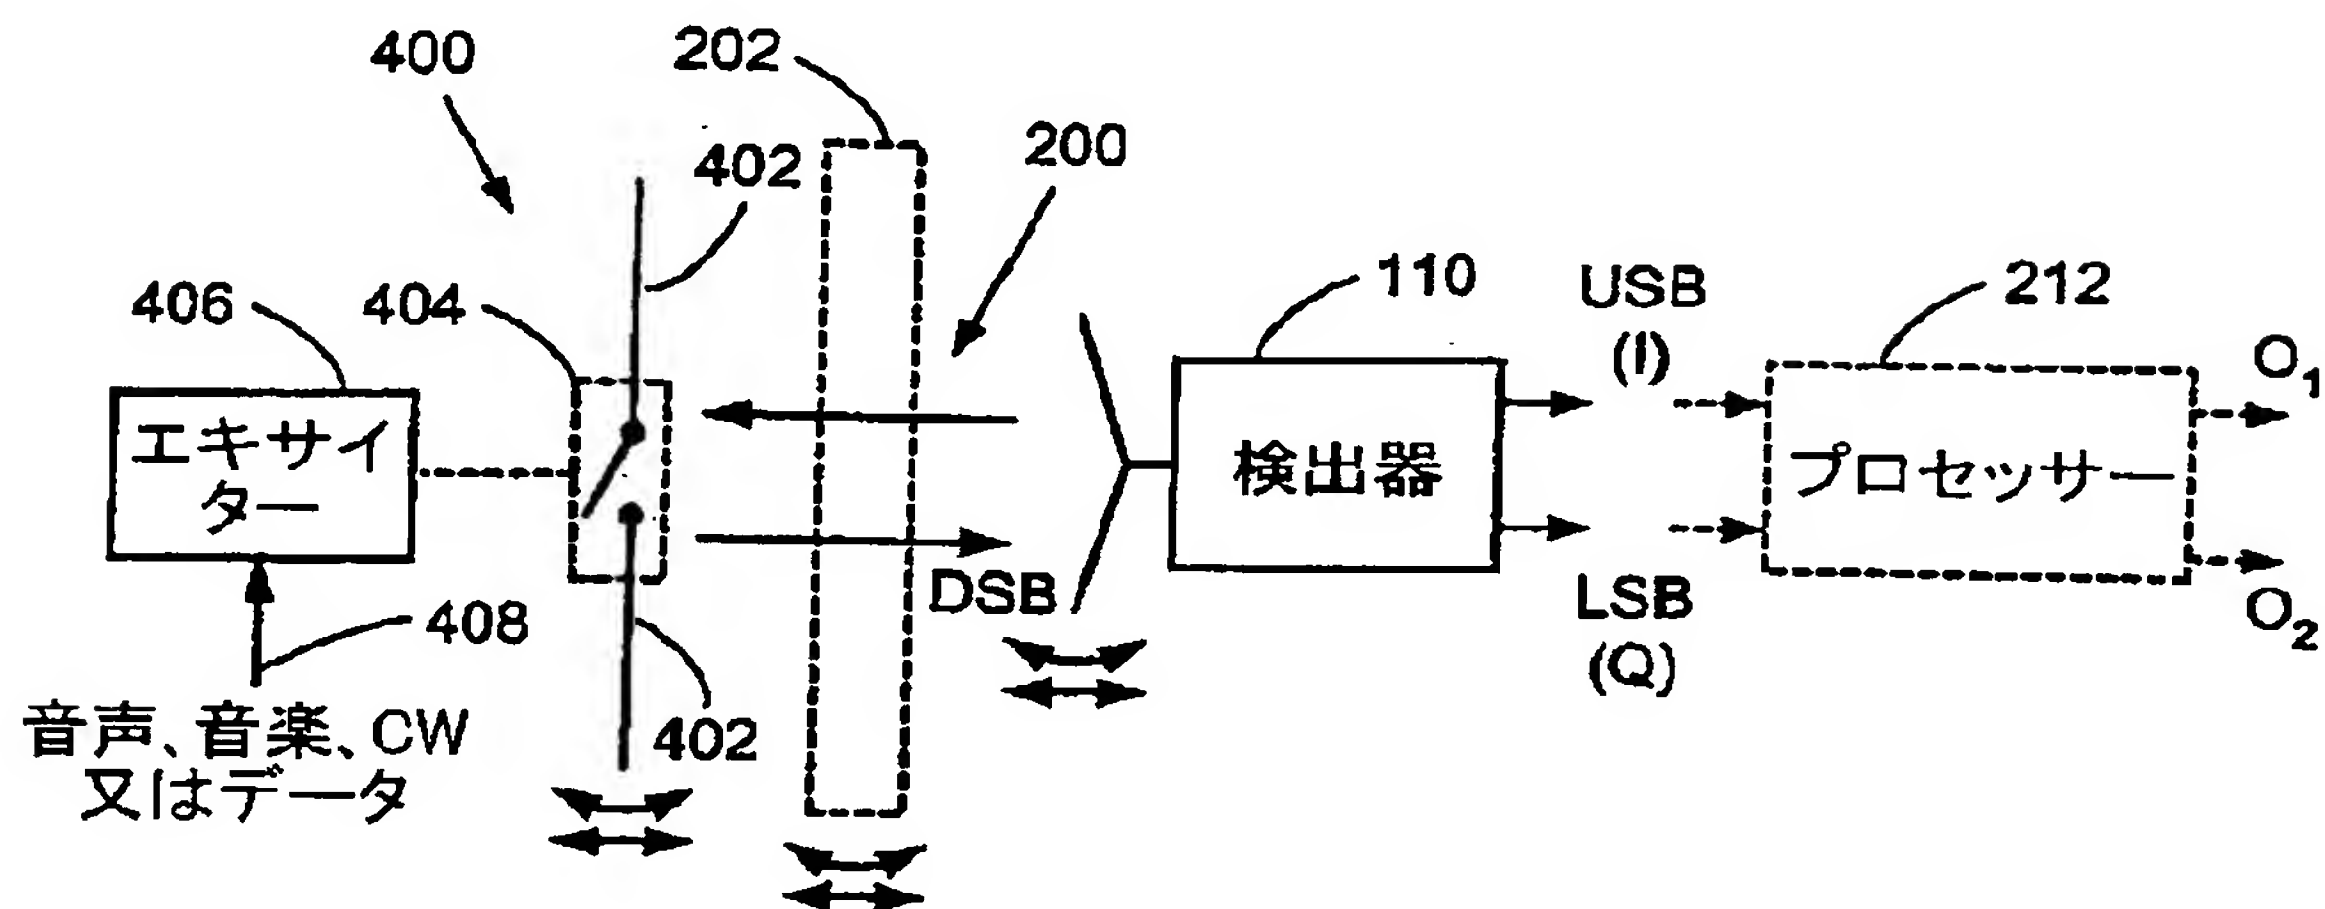 400
202
402
200
406
404
110
USB
(I)
212
O1
エキサイ
ター
検出器
プロセッサー
DSB
LSB
(Q)
O2
408
402
音声、音楽、CW
又はデータ